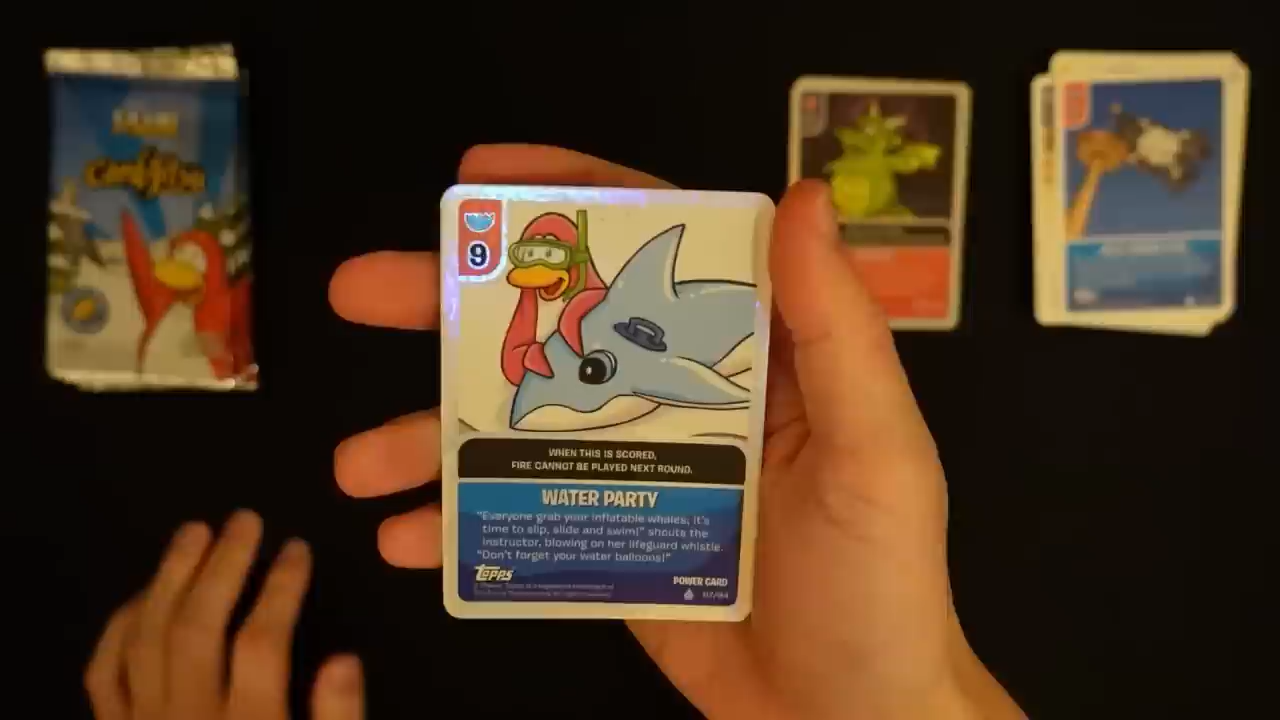 Card-Jitsu
9
WHEN THIS IS SCORED,
FIRE CANNOT BE PLAYED NEXT ROUND.
WATER PARTY
"Everyone grab your inflatable whales, it's
time to slip, slide and swim!" shouts the
instructor, blowing on her lifeguard whistle.
"Don't forget your water balloons!"
Topps
POWER CARD